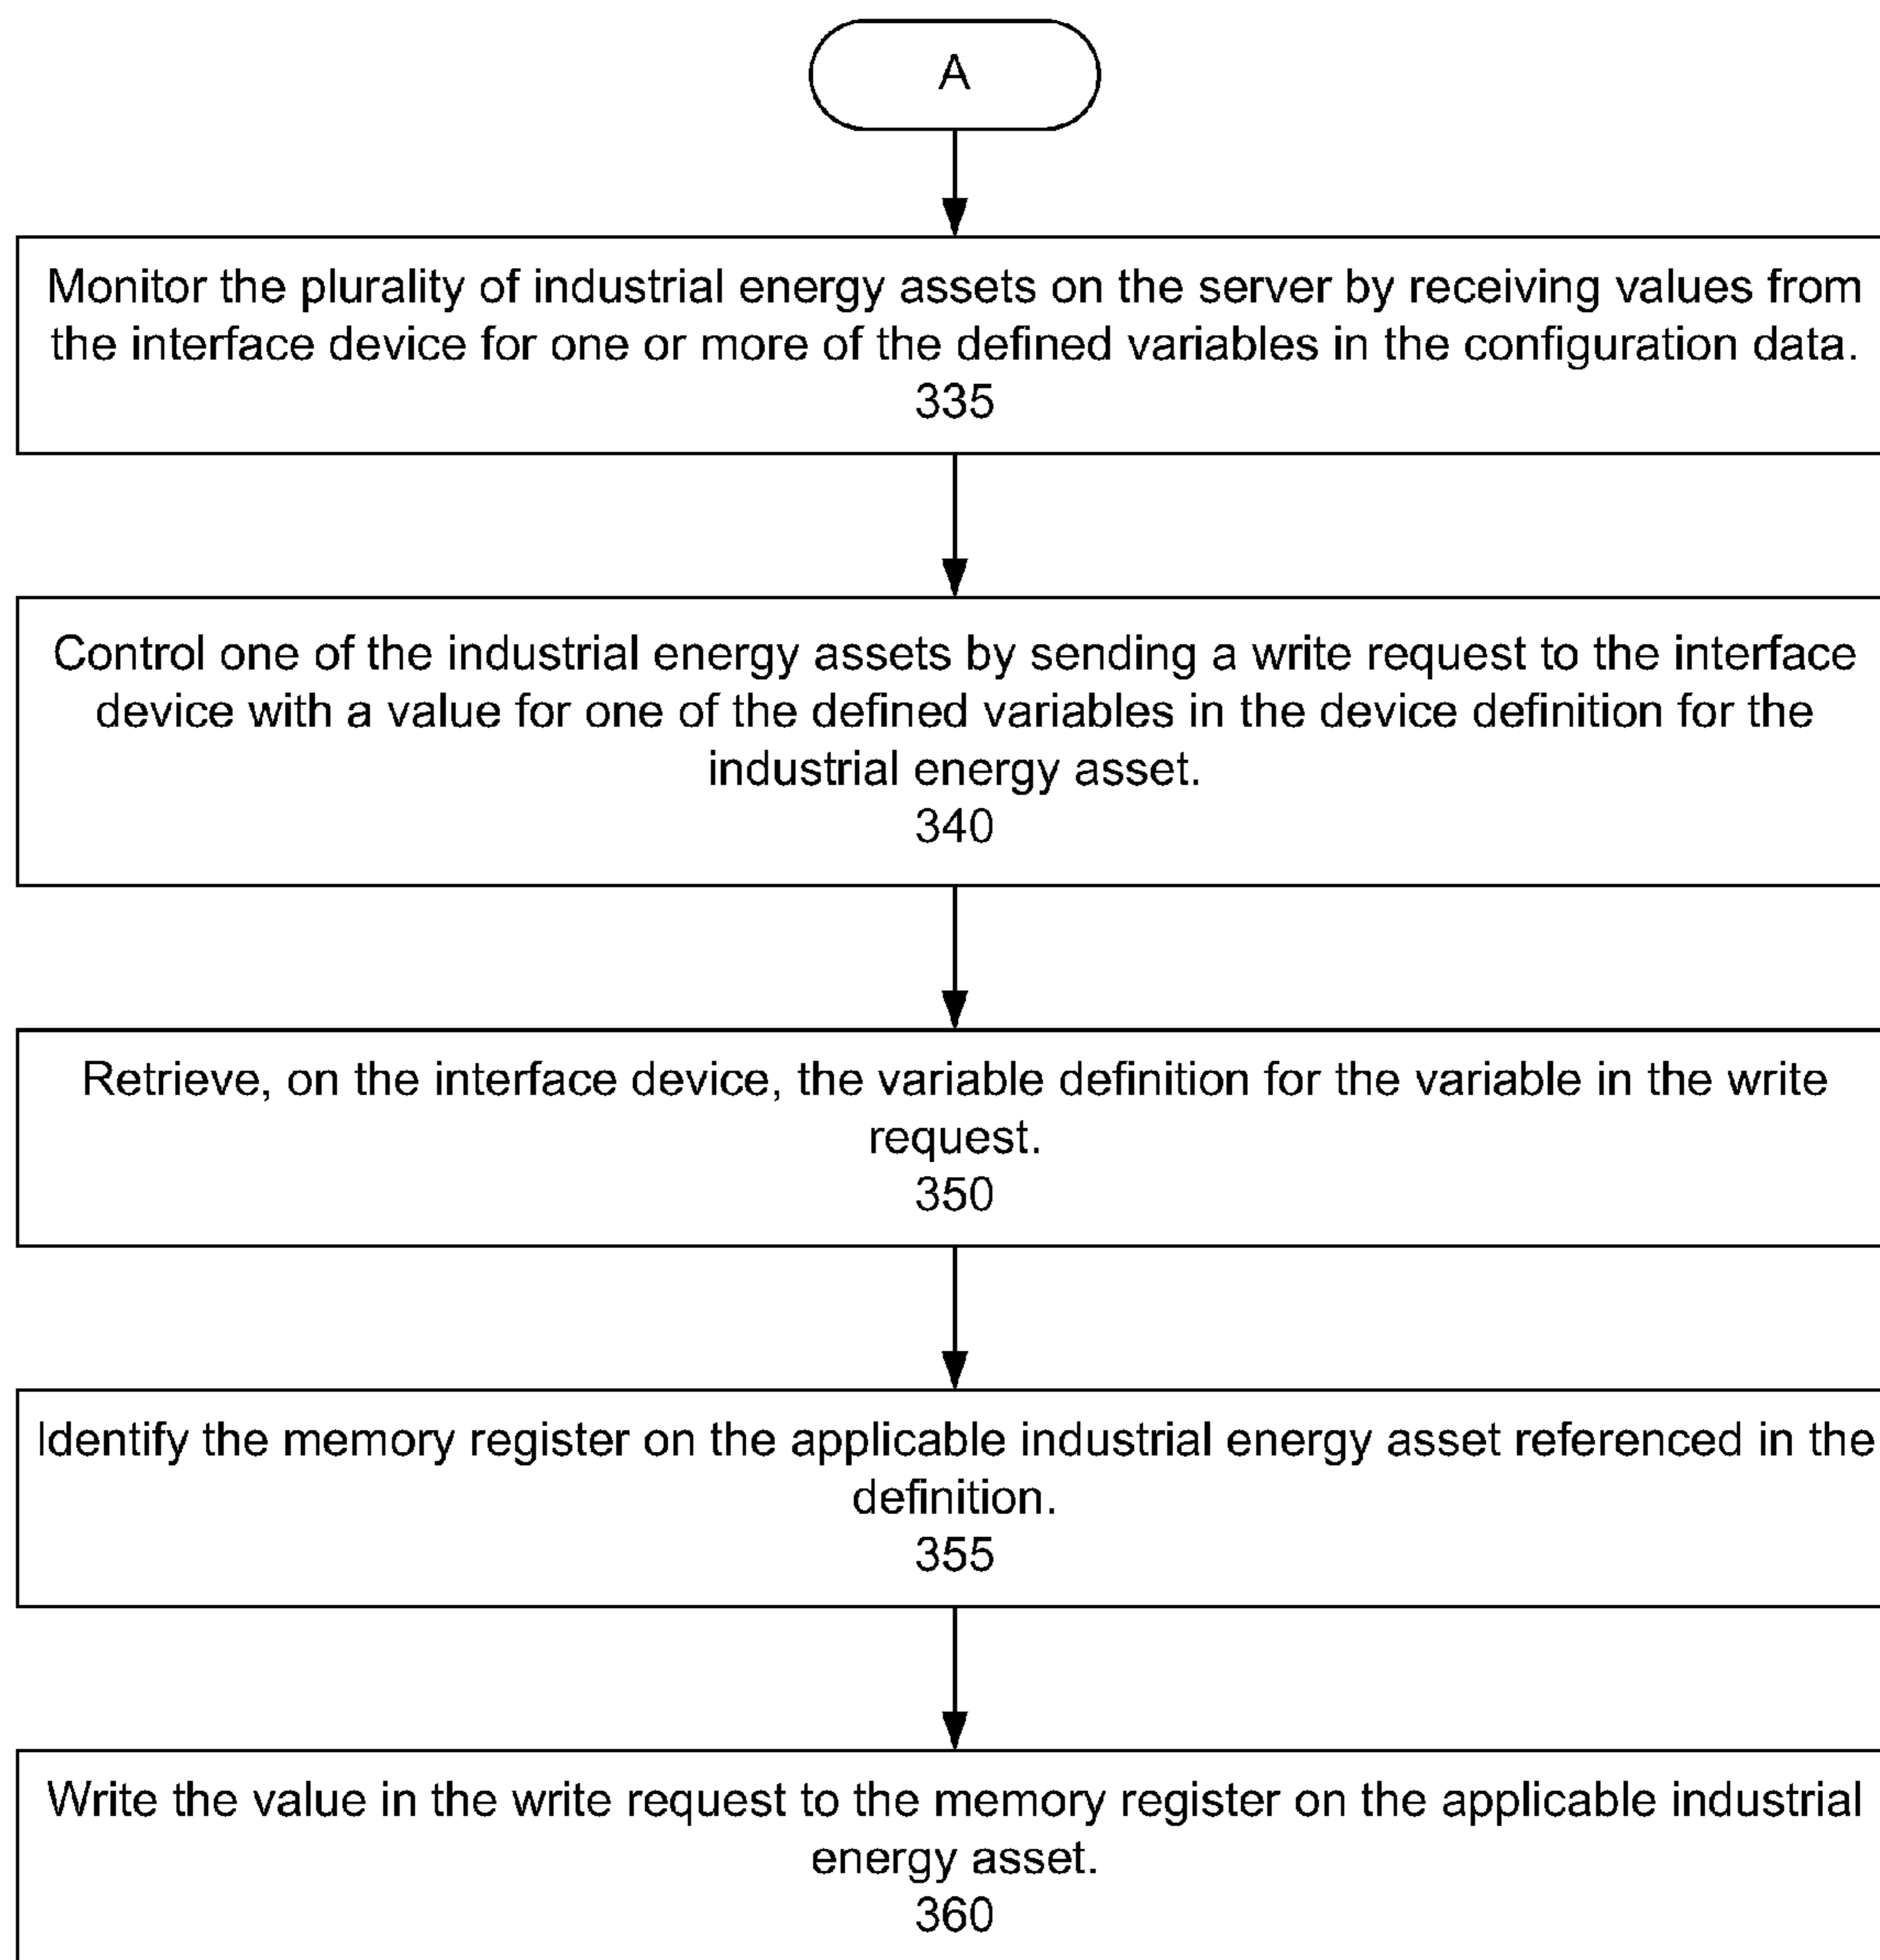 A
Monitor the plurality of industrial energy assets on the server by receiving values from
the interface device for one or more of the defined variables in the configuration data.
335
Control one of the industrial energy assets by sending a write request to the interface
device with a value for one of the defined variables in the device definition for the
industrial energy asset.
340
Retrieve, on the interface device, the variable definition for the variable in the write
request.
350
Identify the memory register on the applicable industrial energy asset referenced in the
definition.
355
Write the value in the write request to the memory register on the applicable industrial
energy asset.
360